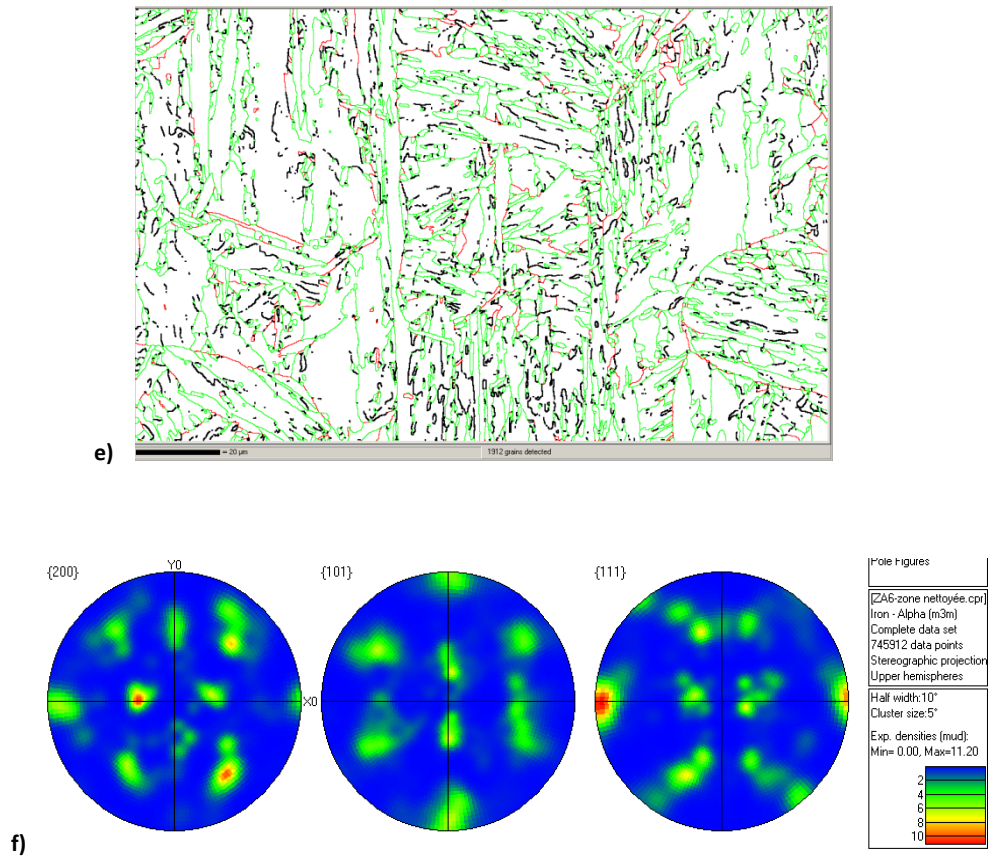 e)
= 20 µm
1912 grains detected
{200}
Y0
{101}
{111}
X0
Pole Figures
[ZA6-zone nettoyée.cpr]
Iron - Alpha (m3m)
Complete data set
745912 data points
Stereographic projection
Upper hemispheres
Half width:10°
Cluster size:5°
Exp. densities (mud):
Min= 0.00, Max=11.20
2
4
6
8
10
f)